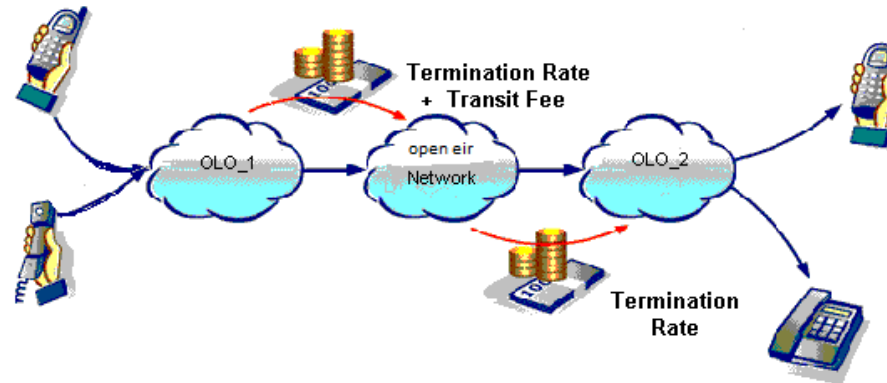 Termination Rate
+ Transit Fee
OLO_1
open eir
Network
OLO_2
Termination
Rate